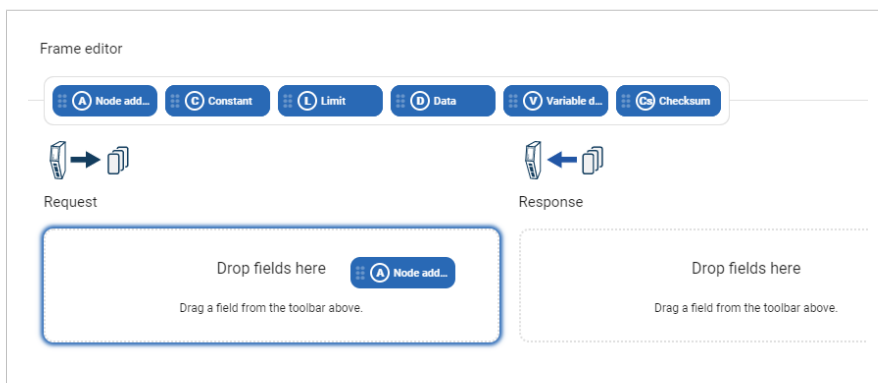 Frame editor
A Node add... C Constant L Limit D Data V Variable d... Cs Checksum
Request Response
Drop fields here A Node add... Drop fields here
Drag a field from the toolbar above. Drag a field from the toolbar above.